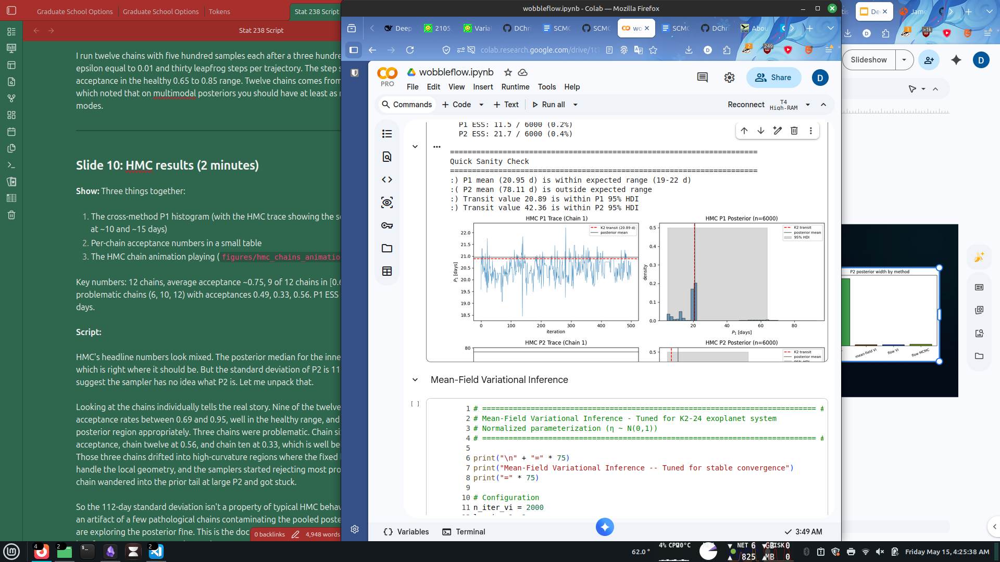 Graduate School Options
Graduate School Options
Tokens
Stat 238 Script
Stat 238 Script
I run twelve chains with five hundred samples each after a three hundre
epsilon equal to 0.01 and thirty leapfrog steps per trajectory. The step s
acceptance in the healthy 0.65 to 0.85 range. Twelve chains comes from
which noted that on multimodal posteriors you should have at least as
modes.
Slide 10: HMC results (2 minutes)
Show: Three things together:
1. The cross-method P1 histogram (with the HMC trace showing the s
at ~10 and ~15 days)
2. Per-chain acceptance numbers in a small table
3. The HMC chain animation playing ( figures/hmc_chains_animatio
Key numbers: 12 chains, average acceptance ~0.75, 9 of 12 chains in [0.6
problematic chains (6, 10, 12) with acceptances 0.49, 0.33, 0.56. P1 ESS
days.
Script:
HMC's headline numbers look mixed. The posterior median for the inne
which is right where it should be. But the standard deviation of P2 is 11
suggest the sampler has no idea what P2 is. Let me unpack that.
Looking at the chains individually tells the real story. Nine of the twelve
acceptance rates between 0.69 and 0.95, well in the healthy range, and
posterior region appropriately. Three chains were problematic. Chain si
acceptance, chain twelve at 0.56, and chain ten at 0.33, which is well be
Those three chains drifted into high-curvature regions where the fixed
handle the local geometry, and the samplers started rejecting most pro
chain wandered into the prior tail at large P2 and got stuck.
So the 112-day standard deviation isn't a property of typical HMC behav
an artifact of a few pathological chains contaminating the pooled poste
are exploring the posterior fine. This is the doc
0 backlinks
4,948 words
wobbleflow.ipynb - Colab — Mozilla Firefox
Deep
2105.
Varia
DChri
SCMC
SCMC
wo
SCMC
DChri
Abou
colab.research.google.com/drive/1t
2
249
CO
PRO
wobbleflow.ipynb
File Edit View Insert Runtime Tools Help
Share
D
Commands + Code + Text Run all
Reconnect T4
High-RAM
P1 ESS: 11.5 / 6000 (0.2%)
P2 ESS: 21.7 / 6000 (0.4%)
======================================================================
Quick Sanity Check
======================================================================
:) P1 mean (20.95 d) is within expected range (19-22 d)
:( P2 mean (78.11 d) is outside expected range
:) Transit value 20.89 is within P1 95% HDI
:) Transit value 42.36 is within P2 95% HDI
HMC P1 Trace (Chain 1)
K2 transit (20.89 d)
posterior mean
22.0
21.5
21.0
20.5
20.0
19.5
19.0
18.5
P1 [days]
0 100 200 300 400 500
iteration
HMC P1 Posterior (n=6000)
K2 transit
posterior mean
95% HDI
0.5
0.4
0.3
0.2
0.1
0.0
density
20 40 60 80
P1 [days]
HMC P2 Trace (Chain 1)
80
HMC P2 Posterior (n=6000)
0.5
K2 transit
posterior mean
95% HDI
Mean-Field Variational Inference
[ ]
1 # ============================================================================ #
2 # Mean-Field Variational Inference - Tuned for K2-24 exoplanet system
3 # Normalized parameterization (η ~ N(0,1))
4 # ============================================================================ #
5
6 print("\n" + "=" * 75)
7 print("Mean-Field Variational Inference -- Tuned for stable convergence")
8 print("=" * 75)
9
10 # Configuration
11 n_iter_vi = 2000
Variables
Terminal
3:49 AM
De
Jame
3
>1k
D
Slideshow
D
P2 posterior width by method
mean-field VI
flow VI
flow MCMC
4
2
2
62.0 °
4% CPU
20°C
NET 6
825
DISK 0
MB 0
Friday May 15, 4:25:38 AM